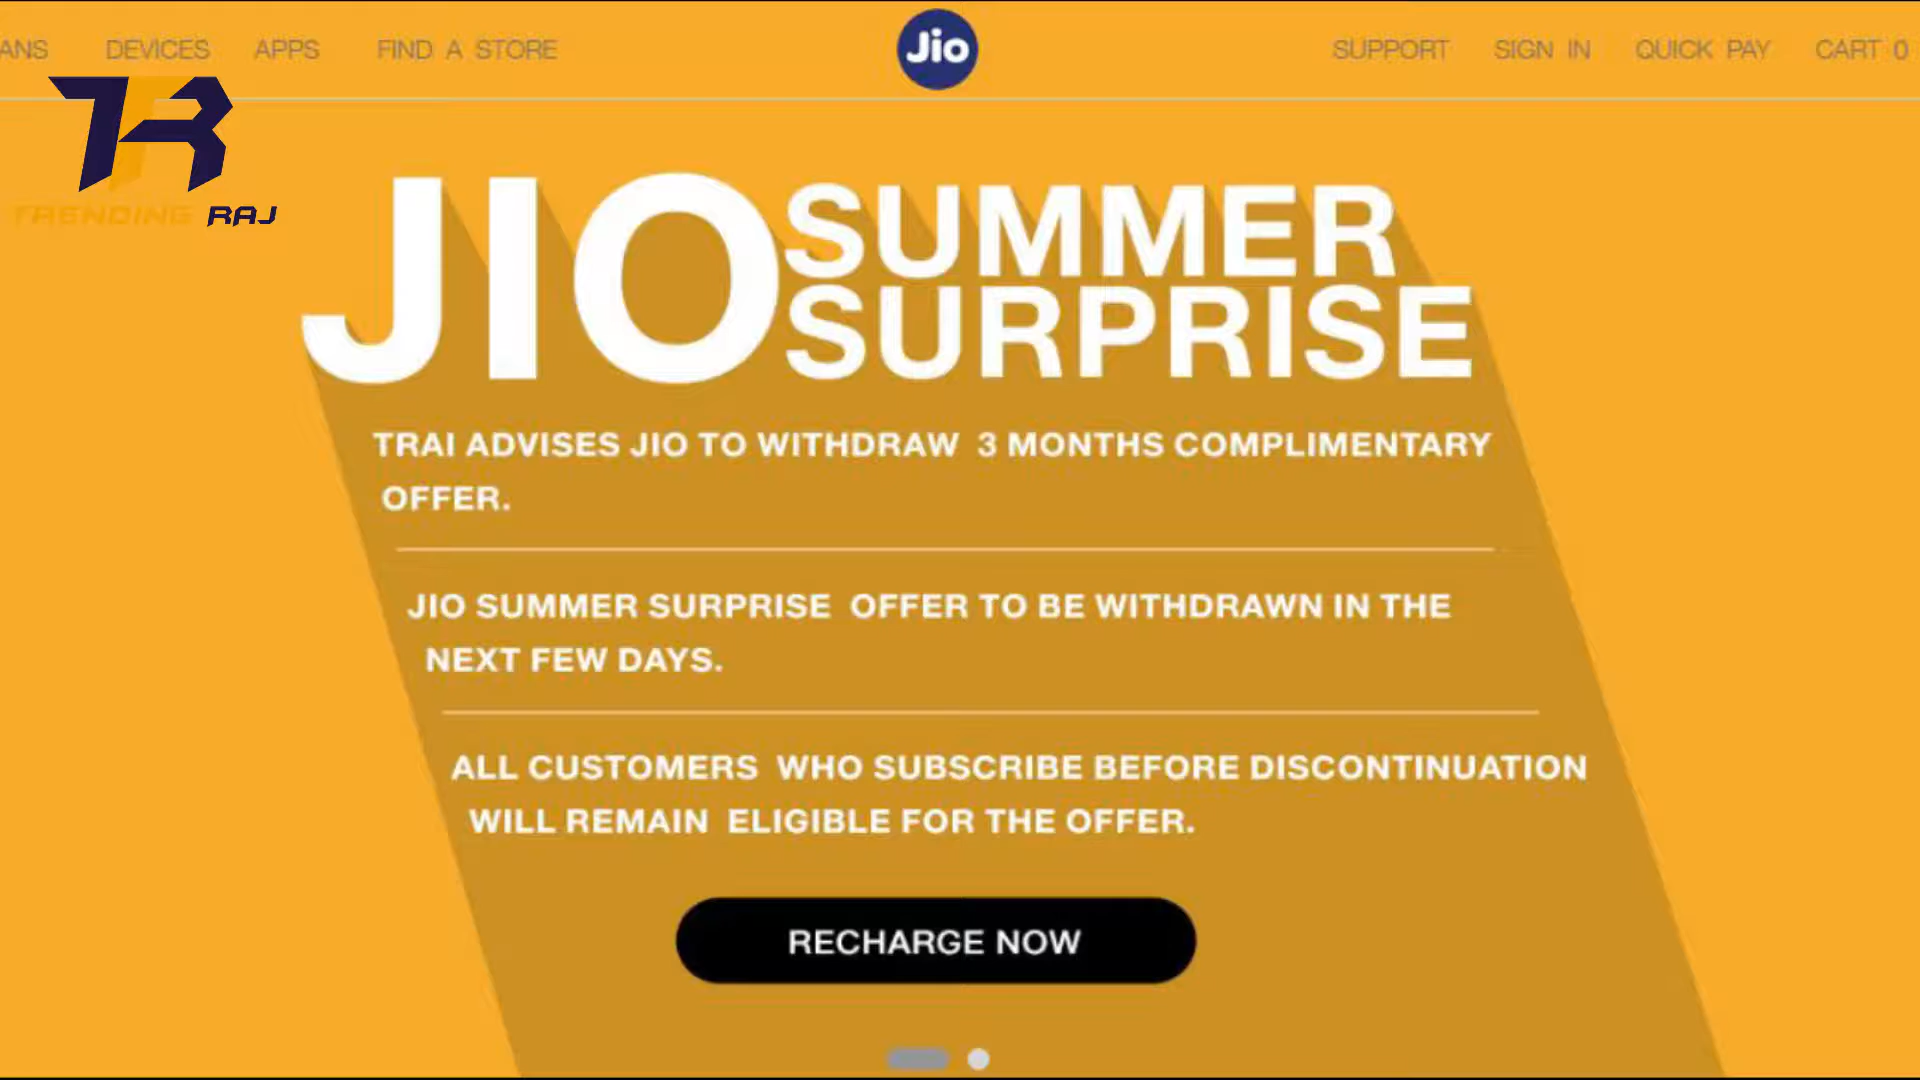 ANS DEVICES APPS FIND A STORE Jio SUPPORT SIGN IN QUICK PAY CART 0
TR
TRENDING RAJ
JIO SUMMER
SURPRISE
TRAI ADVISES JIO TO WITHDRAW 3 MONTHS COMPLIMENTARY
OFFER.
JIO SUMMER SURPRISE OFFER TO BE WITHDRAWN IN THE
NEXT FEW DAYS.
ALL CUSTOMERS WHO SUBSCRIBE BEFORE DISCONTINUATION
WILL REMAIN ELIGIBLE FOR THE OFFER.
RECHARGE NOW